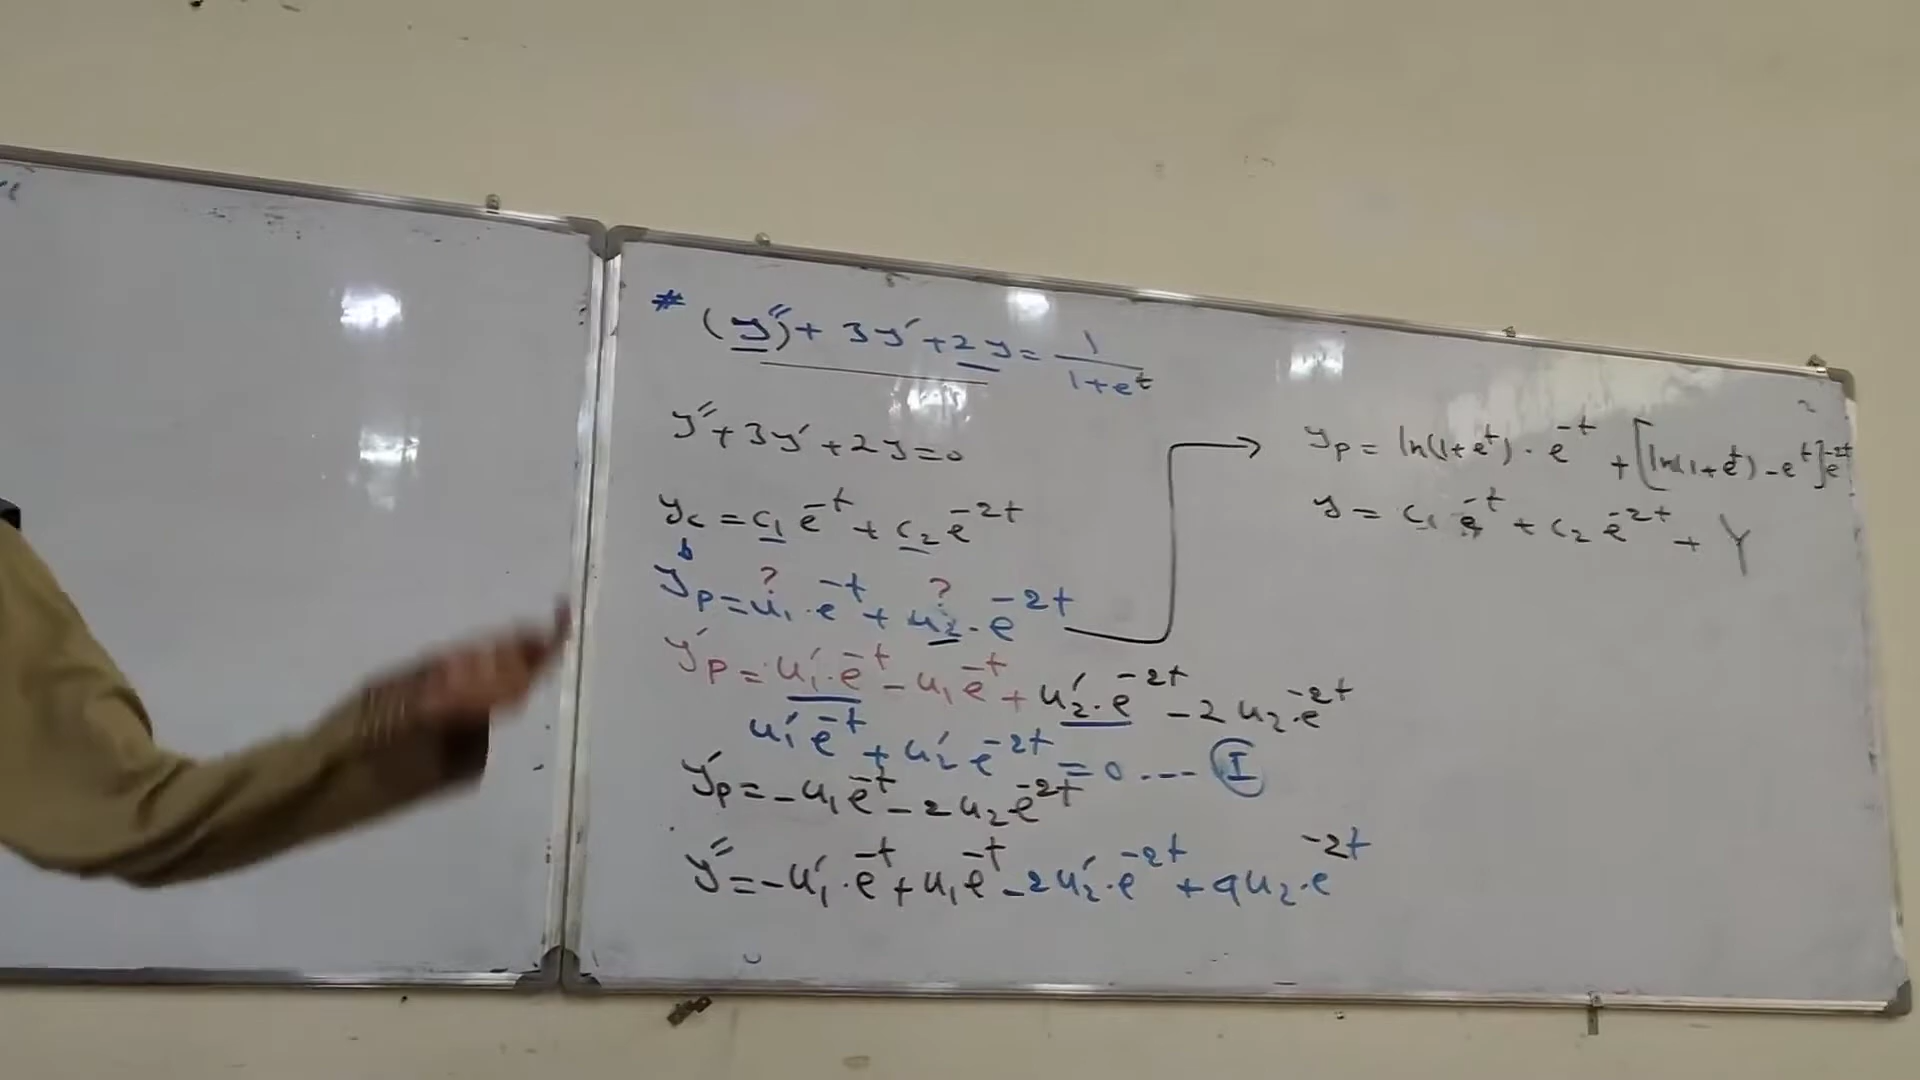 # (y″) + 3y′ + 2y = 1/(1+e^t)
y″ + 3y′ + 2y = 0
y_c = c₁ e^-t + c₂ e^-2t
y_p = u₁ · e^-t + u₂ · e^-2t
? ?
y′_p = u₁′ · e^-t - u₁ e^-t + u₂′ · e^-2t - 2 u₂ · e^-2t
u₁′ e^-t + u₂′ e^-2t = 0 ---- I
y′_p = -u₁ e^-t - 2 u₂ e^-2t
y″ = -u₁′ · e^-t + u₁ e^-t - 2u₂′ · e^-2t + 4u₂ · e^-2t
y_p = ln(1+e^t) · e^-t + [ln(1+e^t) - e^t] e^-2t
y = c₁ e^-t + c₂ e^-2t + Y